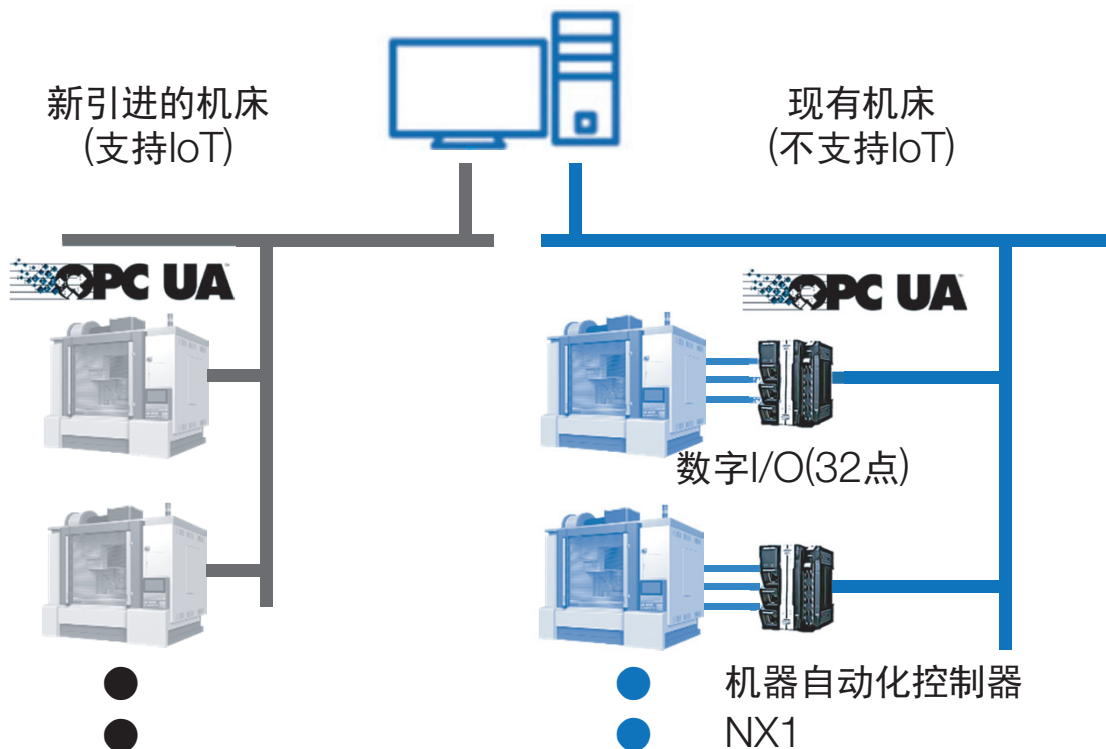 新引进的机床
(支持IoT)
现有机床
(不支持IoT)
OPC UA
OPC UA
数字I/O(32点)
机器自动化控制器
NX1